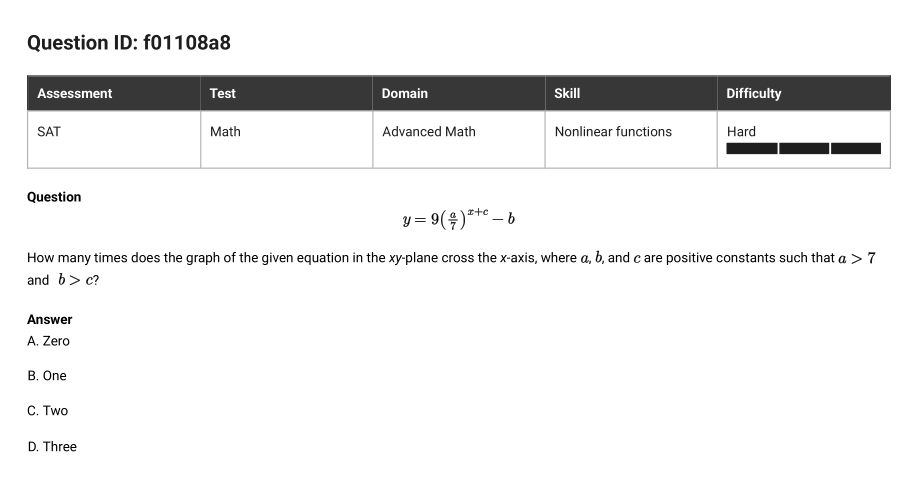 Question ID: f01108a8
Assessment Test Domain Skill Difficulty
SAT Math Advanced Math Nonlinear functions Hard
Question
y = 9(a/7)^{x+c} − b
How many times does the graph of the given equation in the xy-plane cross the x-axis, where a, b, and c are positive constants such that a > 7
and b > c?
Answer
A. Zero
B. One
C. Two
D. Three